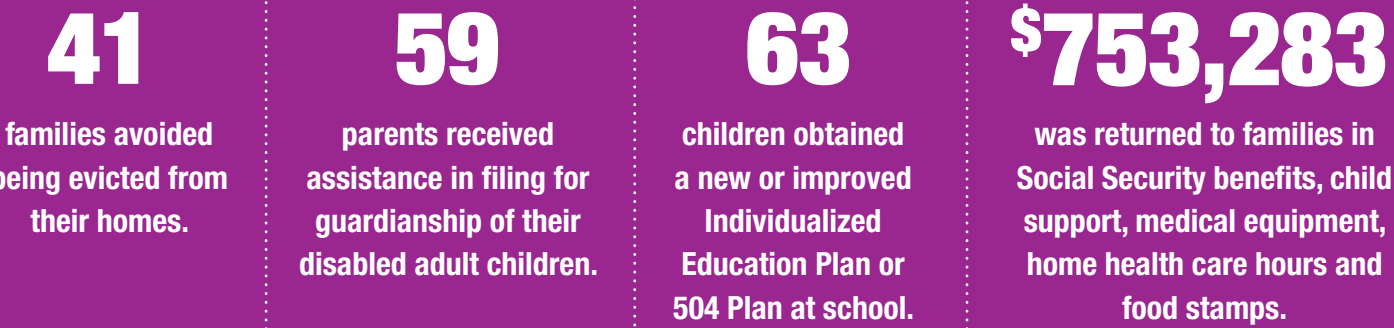 41
families avoided
being evicted from
their homes.
59
parents received
assistance in filing for
guardianship of their
disabled adult children.
63
children obtained
a new or improved
Individualized
Education Plan or
504 Plan at school.
$753,283
was returned to families in
Social Security benefits, child
support, medical equipment,
home health care hours and
food stamps.